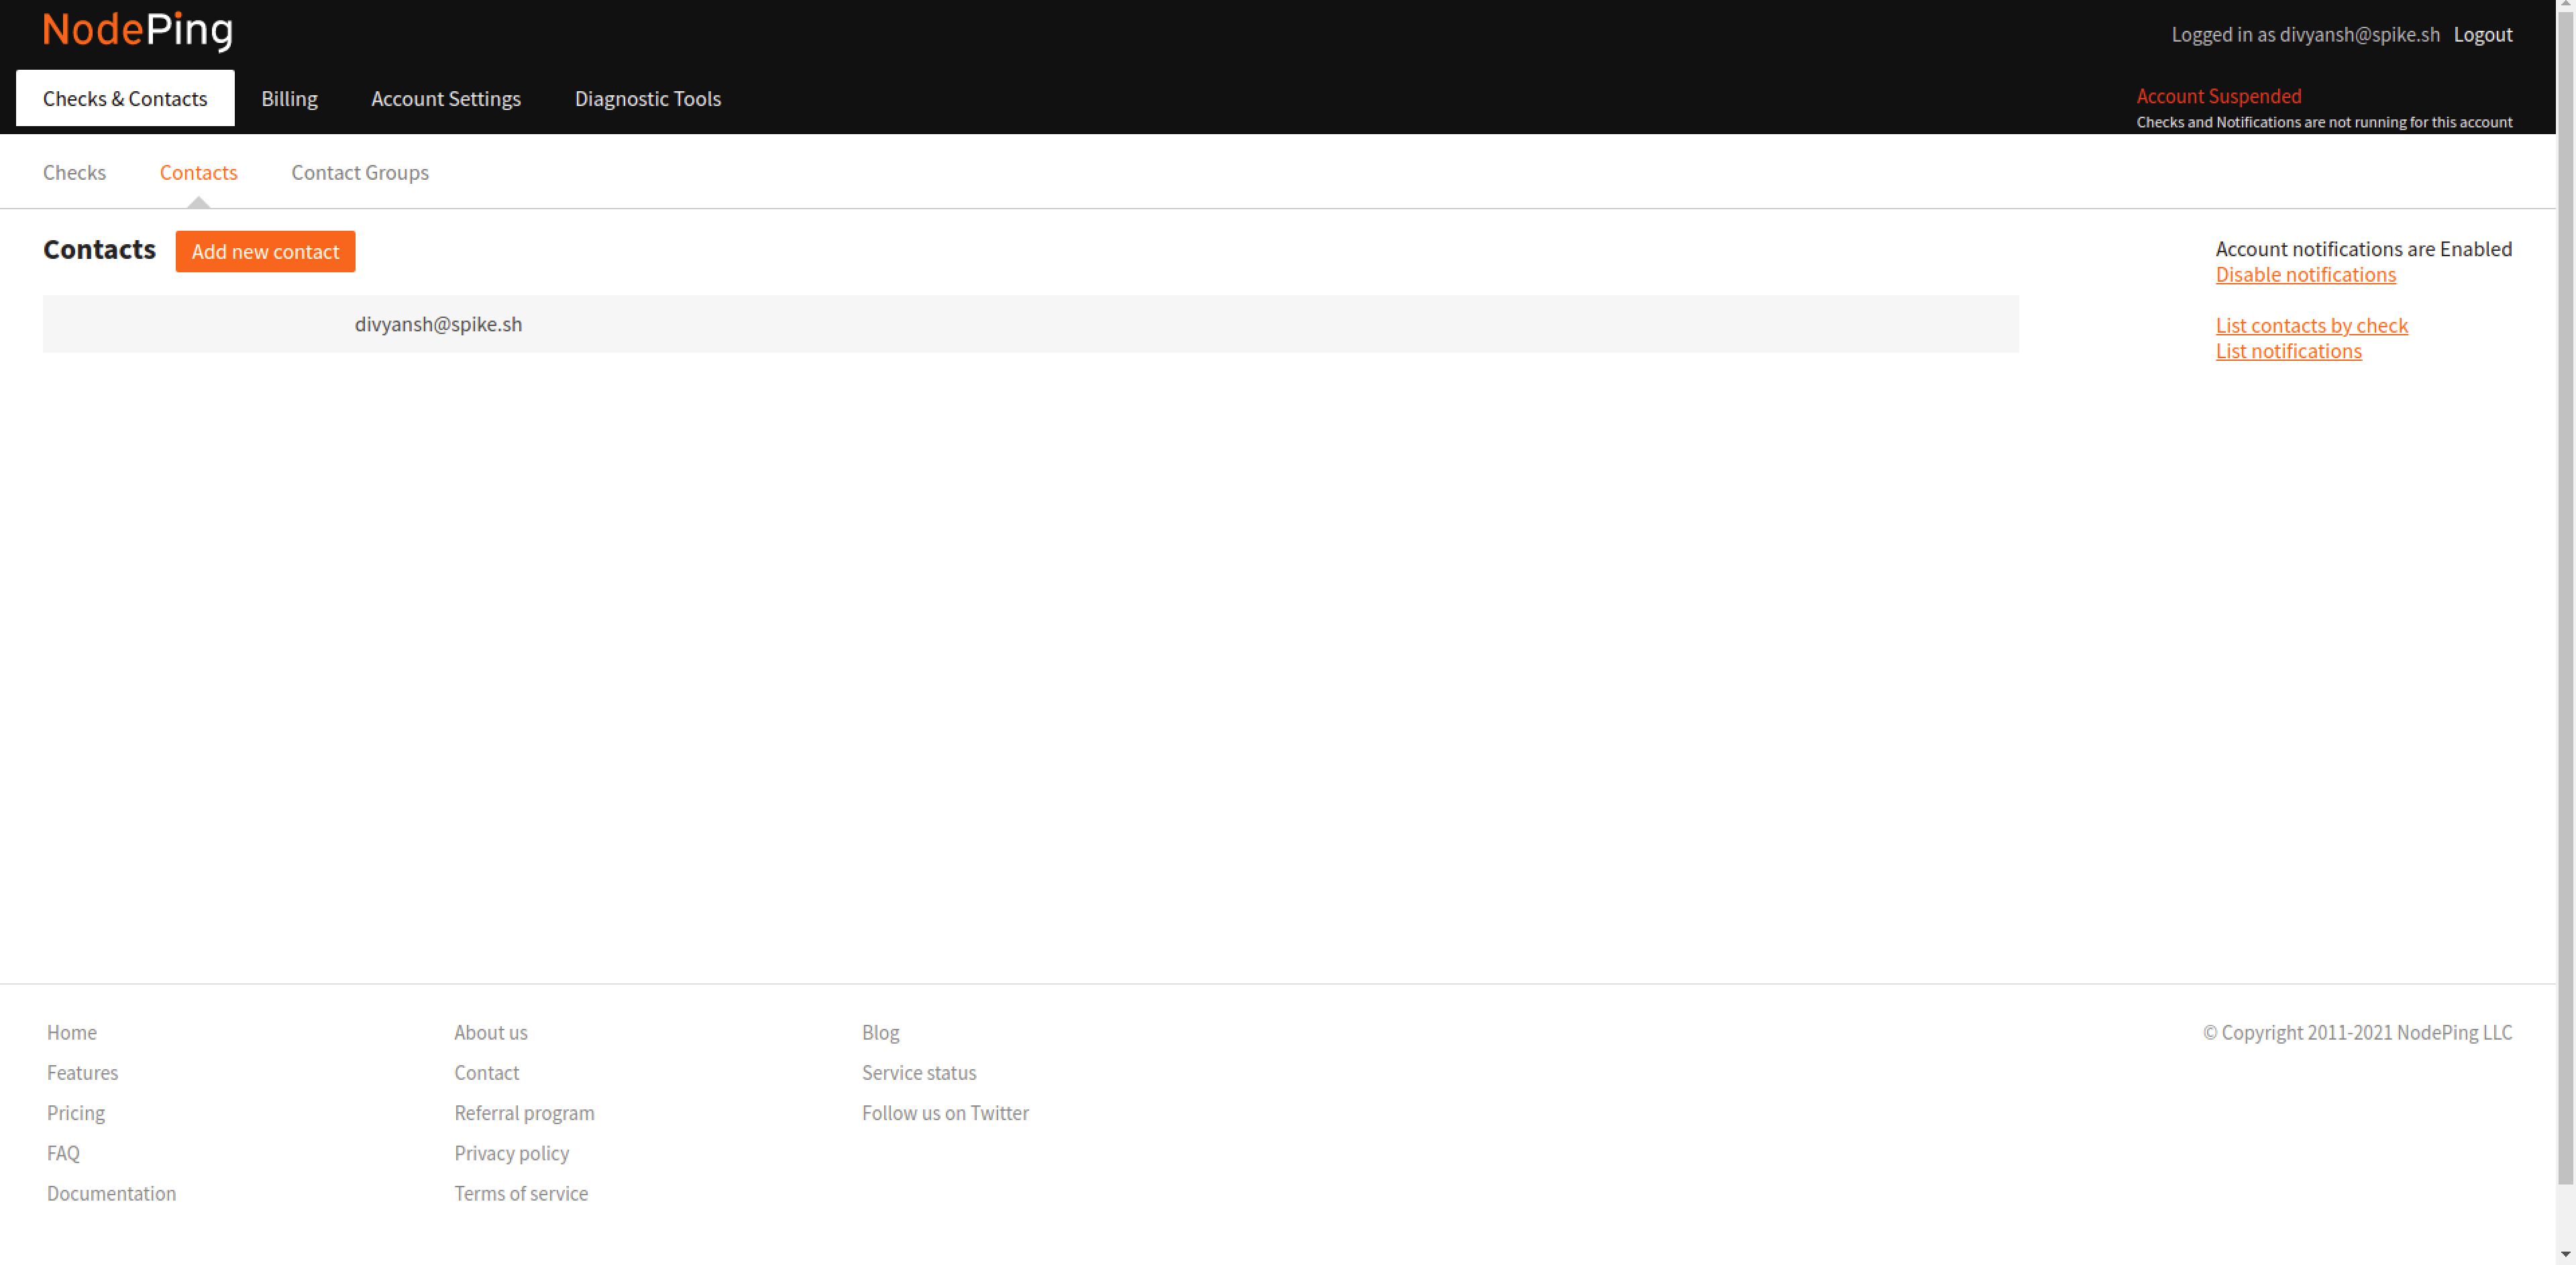 NodePing
Logged in as divyansh@spike.sh Logout
Checks & Contacts Billing Account Settings Diagnostic Tools
Account Suspended
Checks and Notifications are not running for this account
Checks Contacts Contact Groups
Contacts Add new contact
Account notifications are Enabled
Disable notifications
divyansh@spike.sh
List contacts by check
List notifications
Home
Features
Pricing
FAQ
Documentation
About us
Contact
Referral program
Privacy policy
Terms of service
Blog
Service status
Follow us on Twitter
© Copyright 2011-2021 NodePing LLC